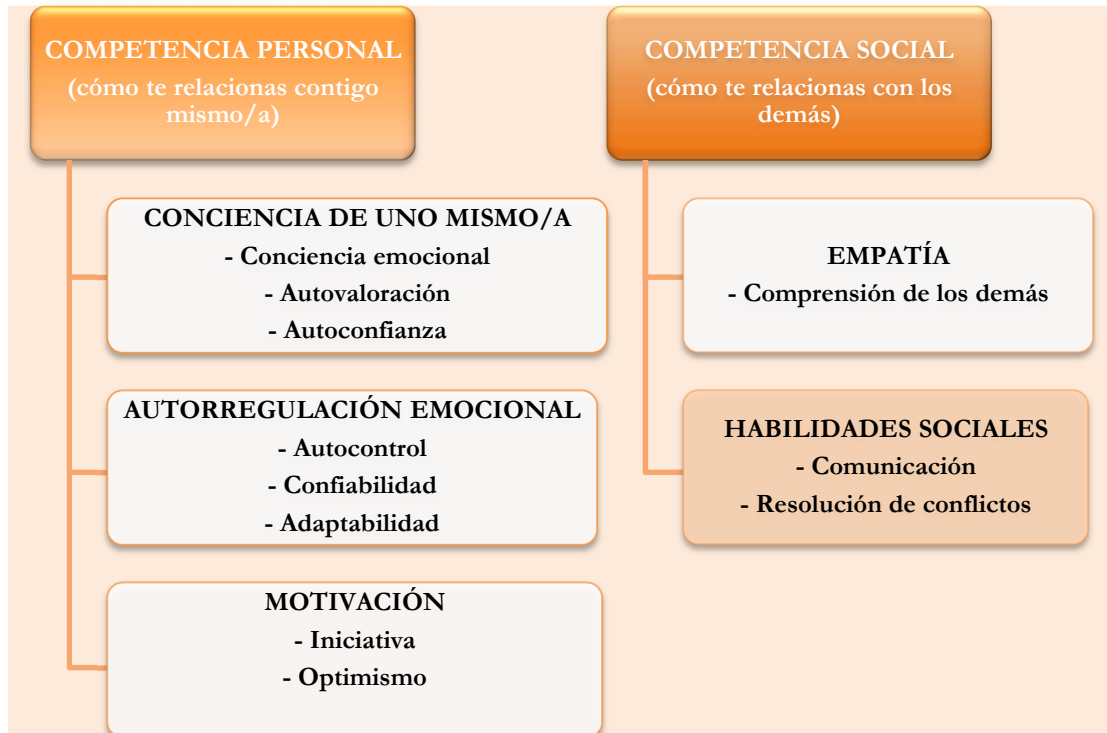 COMPETENCIA PERSONAL
(cómo te relacionas contigo
mismo/a)
CONCIENCIA DE UNO MISMO/A
- Conciencia emocional
- Autovaloración
- Autoconfianza
AUTORREGULACIÓN EMOCIONAL
- Autocontrol
- Confiabilidad
- Adaptabilidad
MOTIVACIÓN
- Iniciativa
- Optimismo
COMPETENCIA SOCIAL
(cómo te relacionas con los
demás)
EMPATÍA
- Comprensión de los demás
HABILIDADES SOCIALES
- Comunicación
- Resolución de conflictos